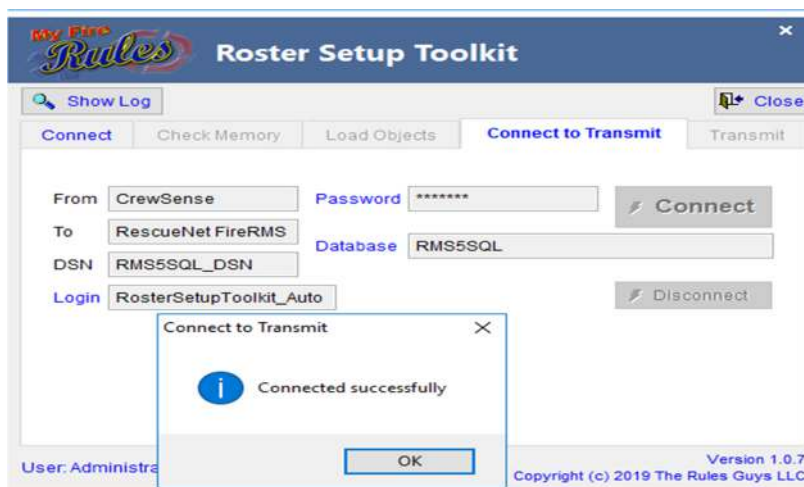 My Fire
Rules
Roster Setup Toolkit
Show Log
Close
Connect Check Memory Load Objects Connect to Transmit Transmit
From CrewSense Password ******* Connect
To RescueNet FireRMS
Database RMS5SQL
DSN RMS5SQL_DSN
Login RosterSetupToolkit_Auto Disconnect
Connect to Transmit
i Connected successfully
OK
User: Administra
Version 1.0.7
Copyright (c) 2019 The Rules Guys LLC